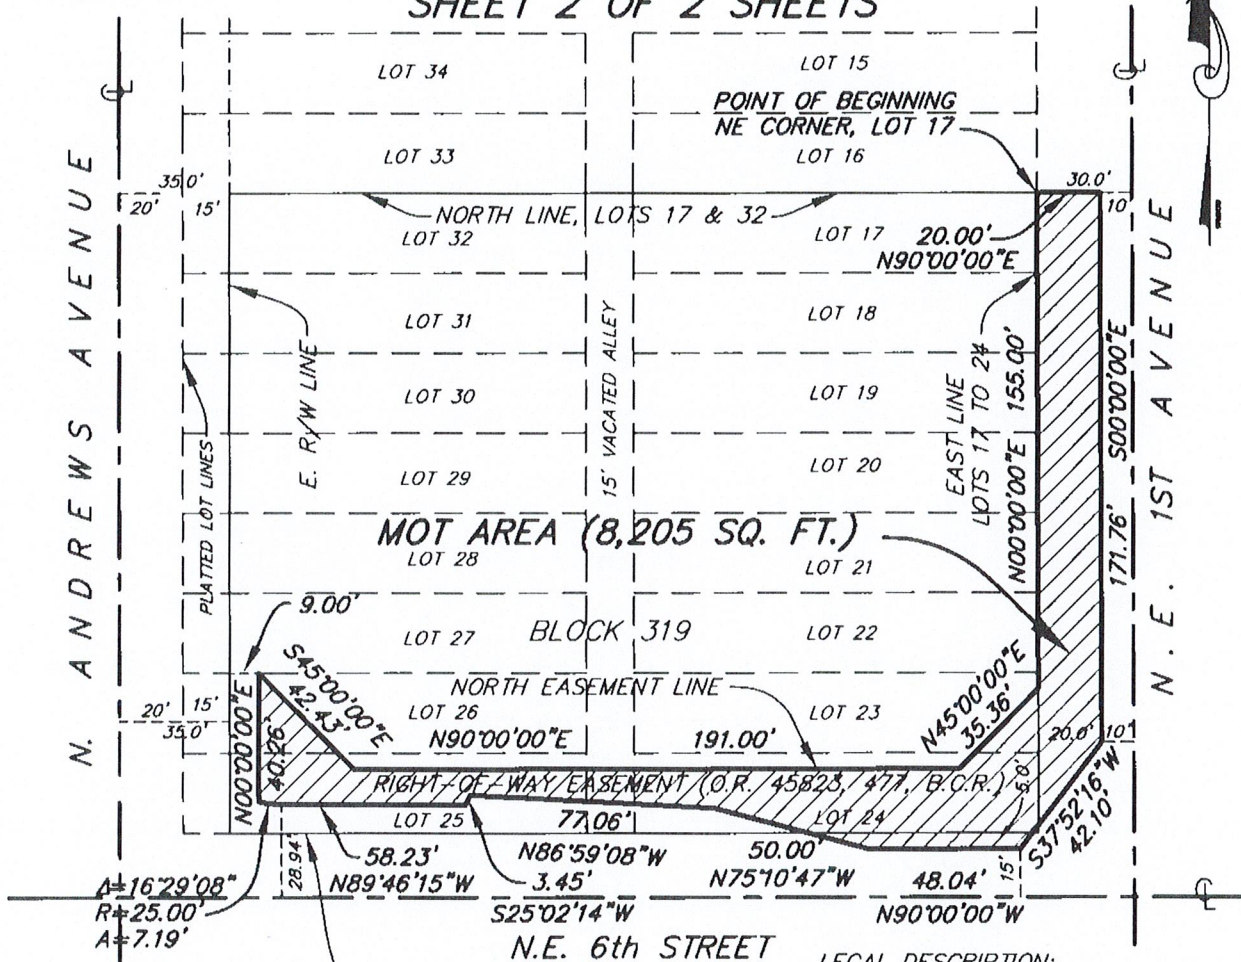 SHEET 2 OF 2 SHEETS
LOT 34
LOT 15
POINT OF BEGINNING
NE CORNER, LOT 17
LOT 33
LOT 16
35.0'
20'
15'
30.0'
10'
NORTH LINE, LOTS 17 & 32
LOT 32
LOT 17
20.00'
N90°00'00"E
LOT 31
LOT 18
LOT 30
LOT 19
LOT 29
LOT 20
N. ANDREWS AVENUE
PLATTED LOT LINES
E. R/W LINE
15' VACATED ALLEY
EAST LINE
LOTS 17 TO 24
N00°00'00"E 155.00'
S00°00'00"E
171.76'
N.E. 1ST AVENUE
MOT AREA (8,205 SQ. FT.)
LOT 28
LOT 21
9.00'
LOT 27
BLOCK 319
LOT 22
S45°00'00"E
42.43'
NORTH EASEMENT LINE
N45°00'00"E
35.36'
20'
15'
35.0'
LOT 26
LOT 23
N90°00'00"E
191.00'
20.0'
10'
N00°00'00"E
40.26'
RIGHT-OF-WAY EASEMENT (O.R. 45823, 477, B.C.R.)
5.0'
LOT 25
LOT 24
77.06'
S37°52'16"W
42.10'
58.23'
N89°46'15"W
28.94'
N86°59'08"W
3.45'
S25°02'14"W
50.00'
N75°10'47"W
48.04'
15'
N90°00'00"W
Δ=16°29'08"
R=25.00'
A=7.19'
N.E. 6th STREET
LEGAL DESCRIPTION: